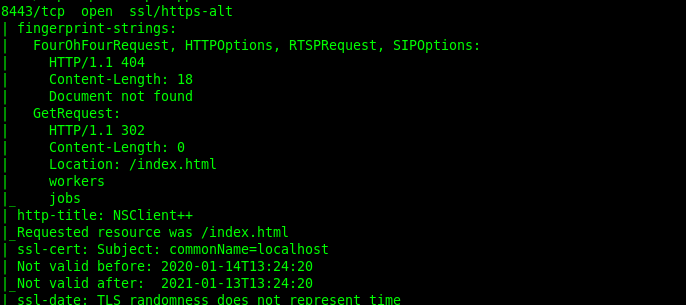 8443/tcp  open  ssl/https-alt
| fingerprint-strings:
|   FourOhFourRequest, HTTPOptions, RTSPRequest, SIPOptions:
|     HTTP/1.1 404
|     Content-Length: 18
|     Document not found
|   GetRequest:
|     HTTP/1.1 302
|     Content-Length: 0
|     Location: /index.html
|     workers
|_    jobs
| http-title: NSClient++
|_Requested resource was /index.html
| ssl-cert: Subject: commonName=localhost
| Not valid before: 2020-01-14T13:24:20
|_Not valid after:  2021-01-13T13:24:20
| ssl-date: TLS randomness does not represent time